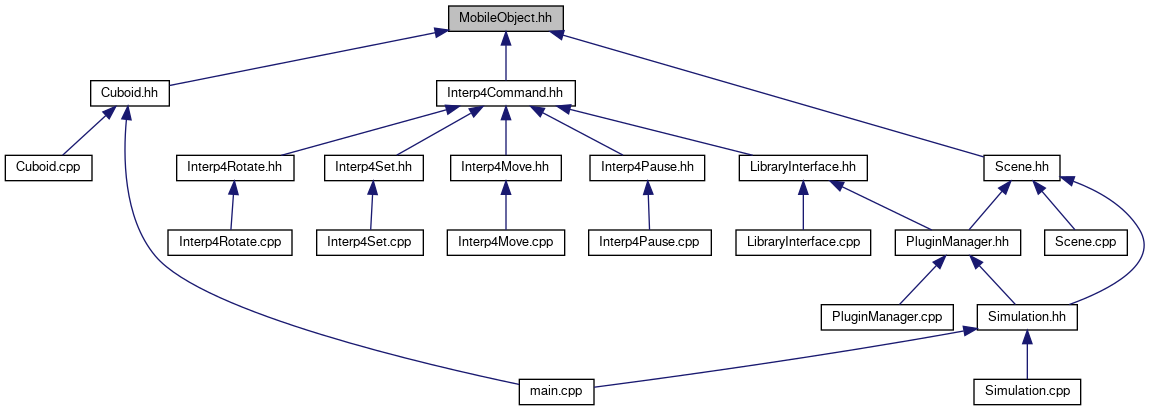 MobileObject.hh
Cuboid.hh
Interp4Command.hh
Cuboid.cpp
Interp4Rotate.hh
Interp4Set.hh
Interp4Move.hh
Interp4Pause.hh
LibraryInterface.hh
Scene.hh
Interp4Rotate.cpp
Interp4Set.cpp
Interp4Move.cpp
Interp4Pause.cpp
LibraryInterface.cpp
PluginManager.hh
Scene.cpp
PluginManager.cpp
Simulation.hh
main.cpp
Simulation.cpp